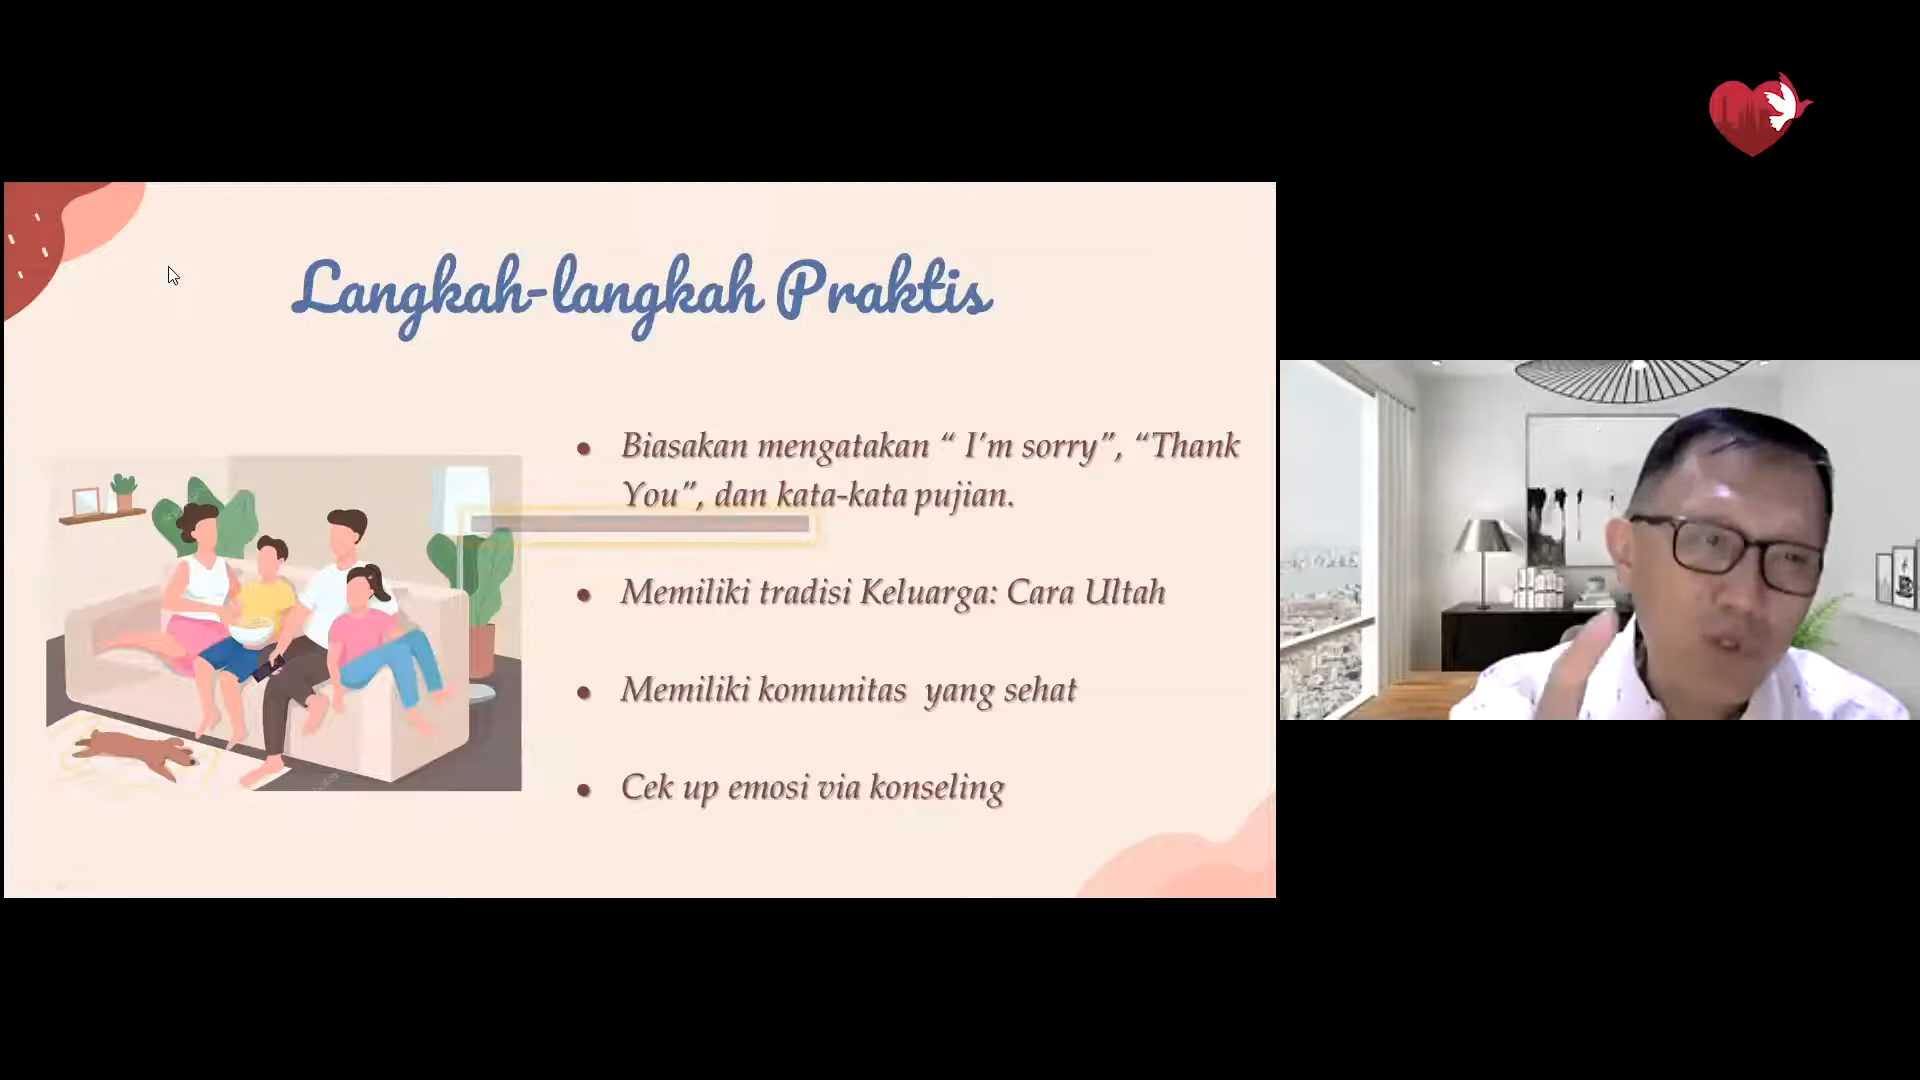 Langkah-langkah Praktis
• Biasakan mengatakan “ I’m sorry”, “Thank
You”, dan kata-kata pujian.
• Memiliki tradisi Keluarga: Cara Ultah
• Memiliki komunitas yang sehat
• Cek up emosi via konseling